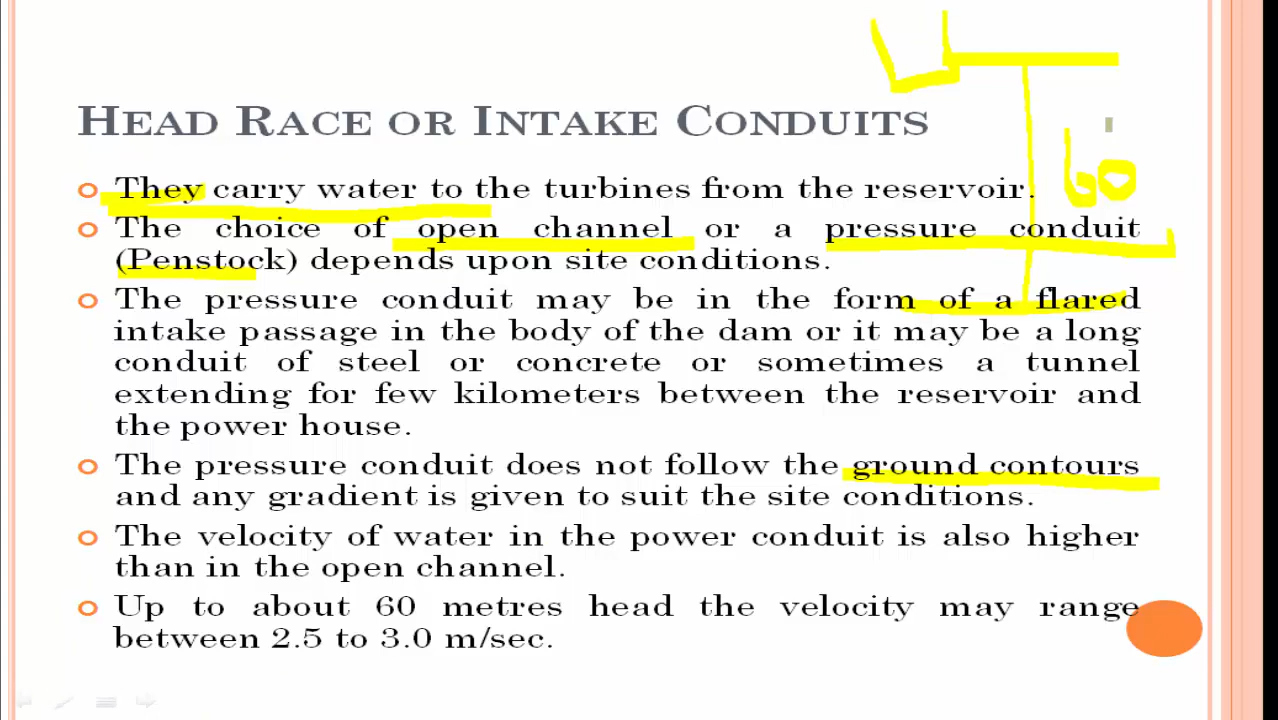 HEAD RACE OR INTAKE CONDUITS
60
They carry water to the turbines from the reservoir.
The choice of open channel or a pressure conduit
(Penstock) depends upon site conditions.
The pressure conduit may be in the form of a flared
intake passage in the body of the dam or it may be a long
conduit of steel or concrete or sometimes a tunnel
extending for few kilometers between the reservoir and
the power house.
The pressure conduit does not follow the ground contours
and any gradient is given to suit the site conditions.
The velocity of water in the power conduit is also higher
than in the open channel.
Up to about 60 metres head the velocity may range
between 2.5 to 3.0 m/sec.